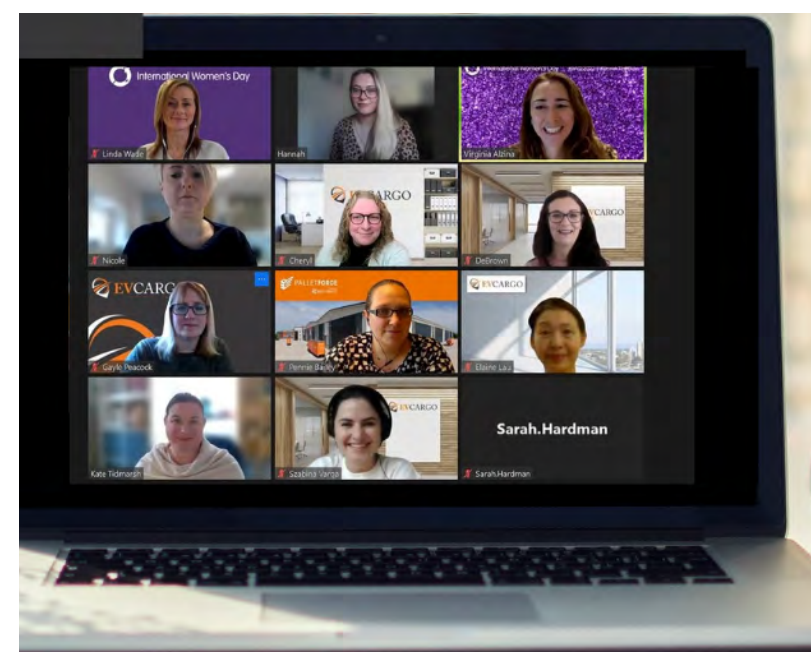 International Women's Day
Linda Wade
Hannah
Virginia Alzina
Nicole
EVCARGO
Cheryl
EVCARGO
DeBrown
EVCARGO
Gayle Peacock
PALLETFORCE
Pennie Bailey
EVCARGO
Elaine Lau
Kate Tidmarsh
EVCARGO
Szabina Varga
Sarah.Hardman
Sarah.Hardman